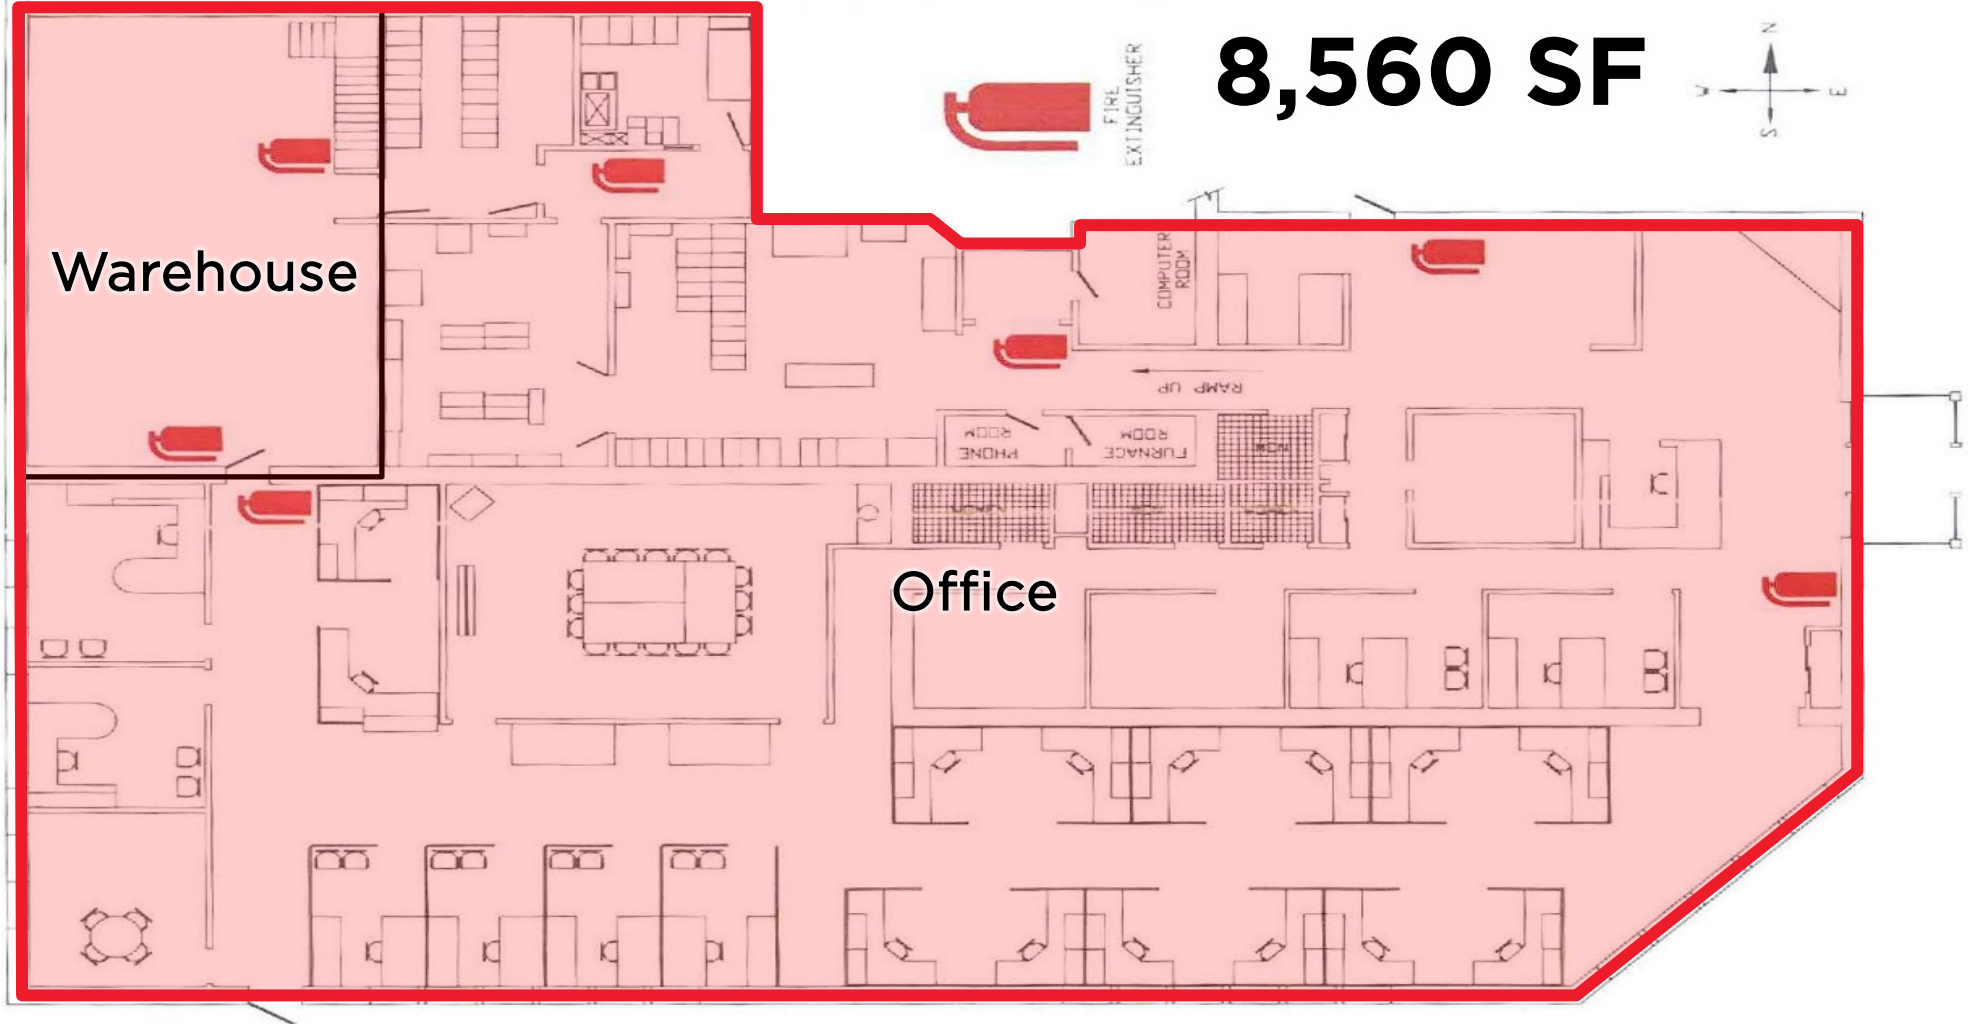 8,560 SF
N
W
E
S
FIRE
EXTINGUISHER
Warehouse
COMPUTER
ROOM
RAMP UP
PHONE
ROOM
FURNACE
ROOM
Office